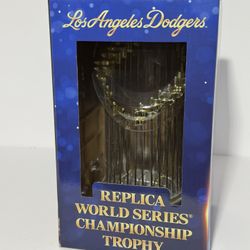 Los Angeles Dodgers
REPLICA
WORLD SERIES®
CHAMPIONSHIP
TROPHY